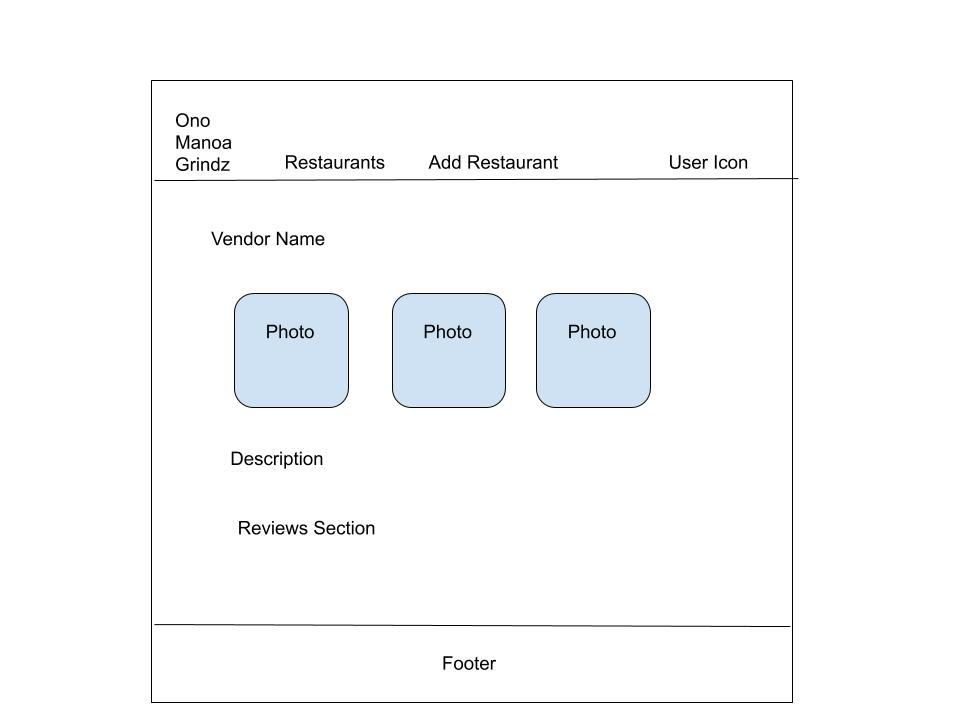 Ono
Manoa
Grindz
Restaurants
Add Restaurant
User Icon
Vendor Name
Photo
Photo
Photo
Description
Reviews Section
Footer